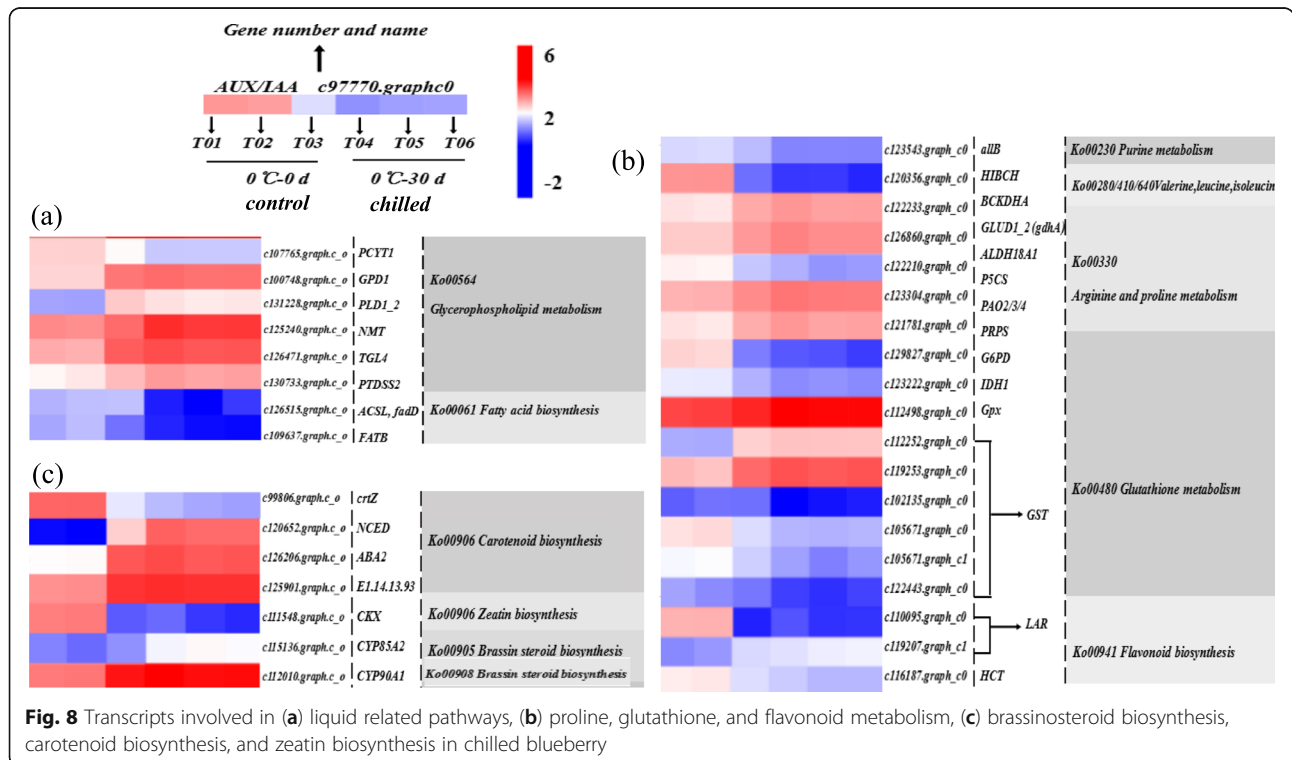 Gene number and name
AUX/IAA c97770.graphc0
T01 T02 T03 T04 T05 T06
0 ℃-0 d 0 ℃-30 d
control chilled
6
2
-2
(a)
c107765.graph.c_o PCYT1
c100748.graph.c_o GPD1
c131228.graph.c_o PLD1_2
c125240.graph.c_o NMT
c126471.graph.c_o TGL4
c130733.graph.c_o PTDSS2
c126515.graph.c_o ACSL, fadD
c109637.graph.c_o FATB
Ko00564
Glycerophospholipid metabolism
Ko00061 Fatty acid biosynthesis
(c)
c99806.graph.c_o crtZ
c120652.graph.c_o NCED
c126206.graph.c_o ABA2
c125901.graph.c_o E1.14.13.93
c111548.graph.c_o CKX
c115136.graph.c_o CYP85A2
c112010.graph.c_o CYP90A1
Ko00906 Carotenoid biosynthesis
Ko00906 Zeatin biosynthesis
Ko00905 Brassin steroid biosynthesis
Ko00908 Brassin steroid biosynthesis
(b)
c123543.graph_c0
c120356.graph_c0
c122233.graph_c0
c126860.graph_c0
c122210.graph_c0
c123304.graph_c0
c121781.graph_c0
c129827.graph_c0
c123222.graph_c0
c112498.graph_c0
c112252.graph_c0
c119253.graph_c0
c102135.graph_c0
c105671.graph_c0
c105671.graph_c1
c122443.graph_c0
c110095.graph_c0
c119207.graph_c1
c116187.graph_c0
allB
HIBCH
BCKDHA
GLUD1_2 (gdhA)
ALDH18A1
P5CS
PAO2/3/4
PRPS
G6PD
IDH1
Gpx
GST
LAR
HCT
Ko00230 Purine metabolism
Ko00280/410/640Valerine,leucine,isoleucin
Ko00330
Arginine and proline metabolism
Ko00480 Glutathione metabolism
Ko00941 Flavonoid biosynthesis
Fig. 8 Transcripts involved in (a) liquid related pathways, (b) proline, glutathione, and flavonoid metabolism, (c) brassinosteroid biosynthesis,
carotenoid biosynthesis, and zeatin biosynthesis in chilled blueberry